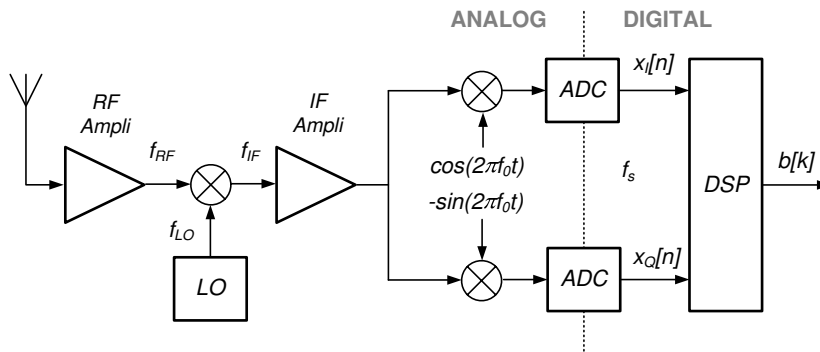 ANALOG
DIGITAL
RF
Ampli
IF
Ampli
ADC
x_I[n]
f_RF
f_IF
cos(2πf_0t)
-sin(2πf_0t)
f_s
DSP
b[k]
f_LO
LO
ADC
x_Q[n]